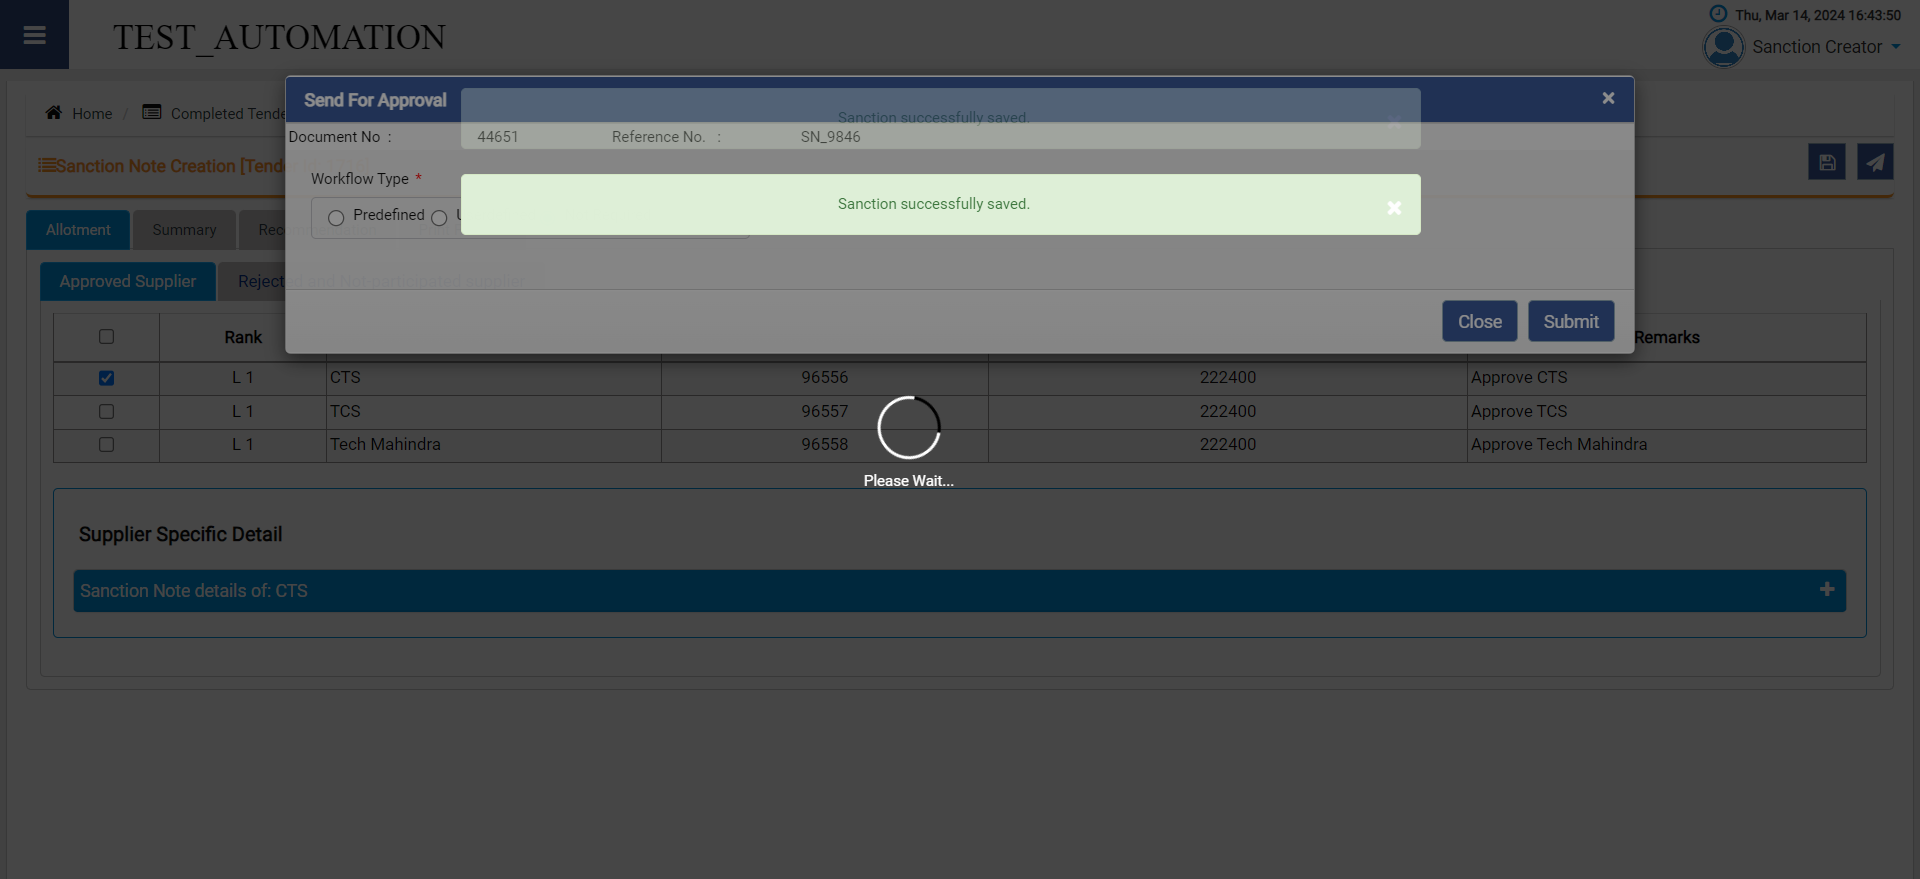 Thu, Mar 14, 2024 16:43:50
TEST_AUTOMATION
Sanction Creator
Send For Approval
Sanction successfully saved.
Home / Completed Tende
Document No : 44651 Reference No. : SN_9846
Sanction Note Creation [Tende
Workflow Type *
Sanction successfully saved.
Predefined
Allotment Summary
Approved Supplier
Close Submit
Rank Remarks
L 1 CTS 96556 222400 Approve CTS
L 1 TCS 96557 222400 Approve TCS
L 1 Tech Mahindra 96558 222400 Approve Tech Mahindra
Please Wait...
Supplier Specific Detail
Sanction Note details of: CTS